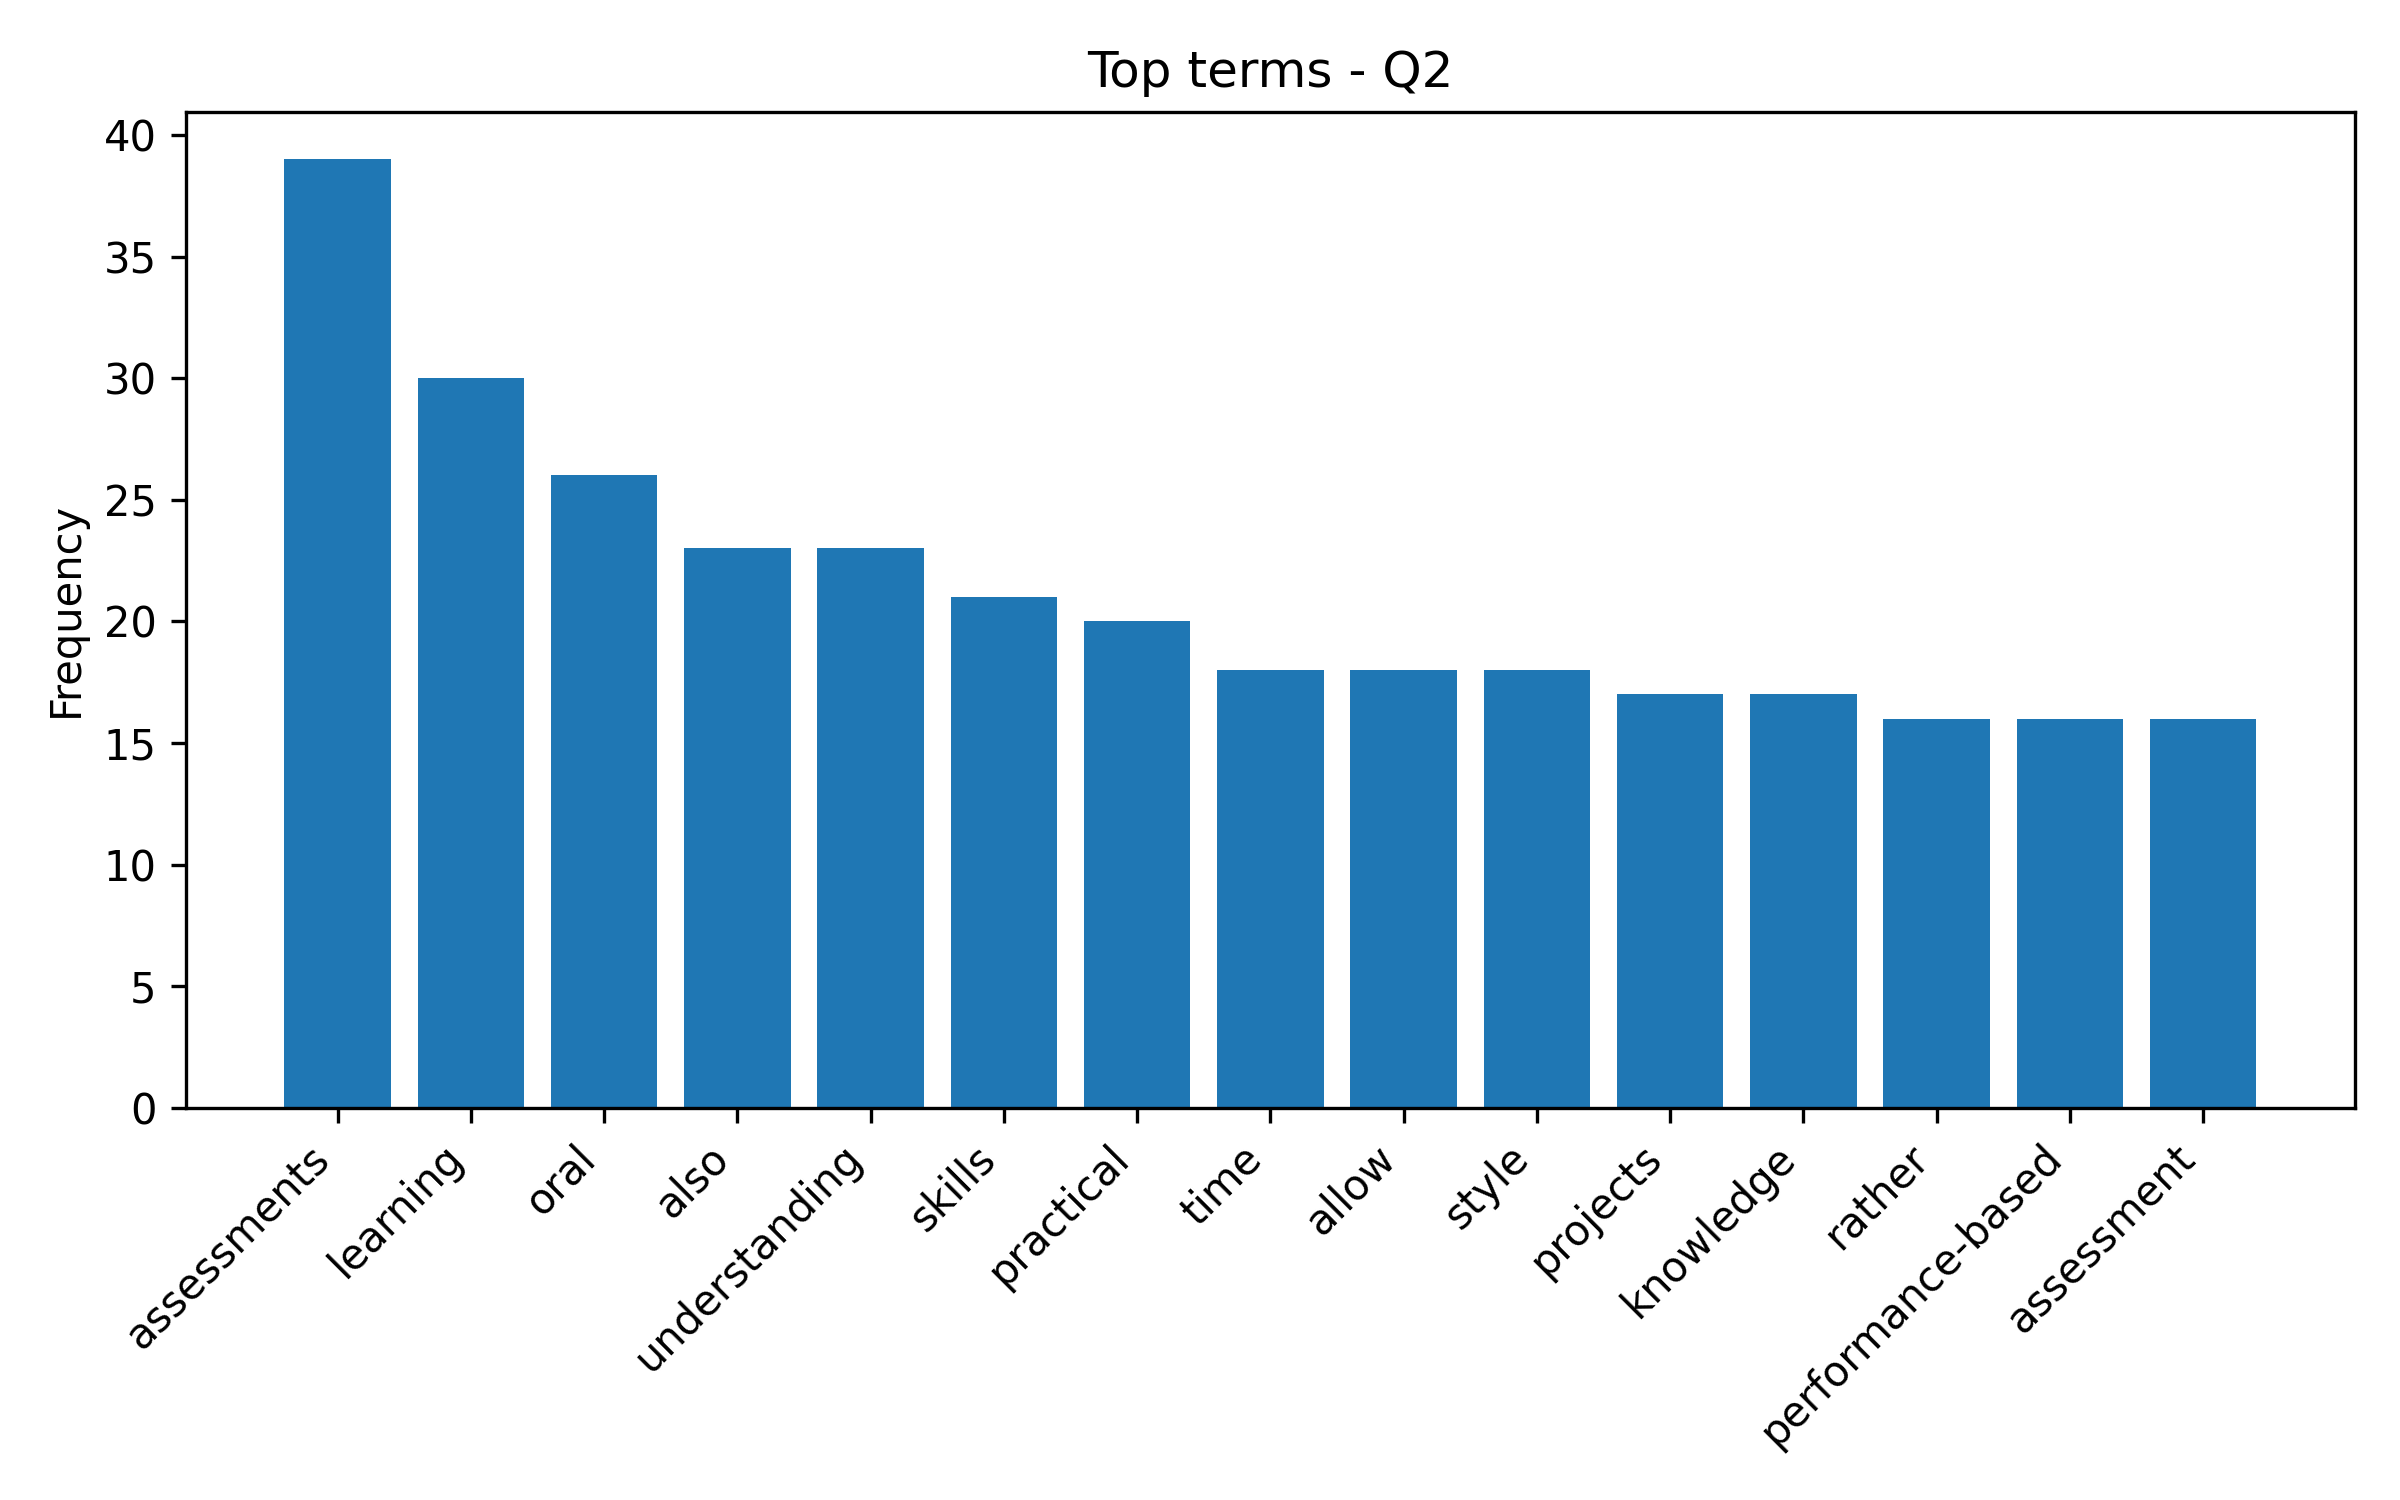 Top terms - Q2
Frequency
40
35
30
25
20
15
10
5
0
assessments
learning
oral
also
understanding
skills
practical
time
allow
style
projects
knowledge
rather
performance-based
assessment